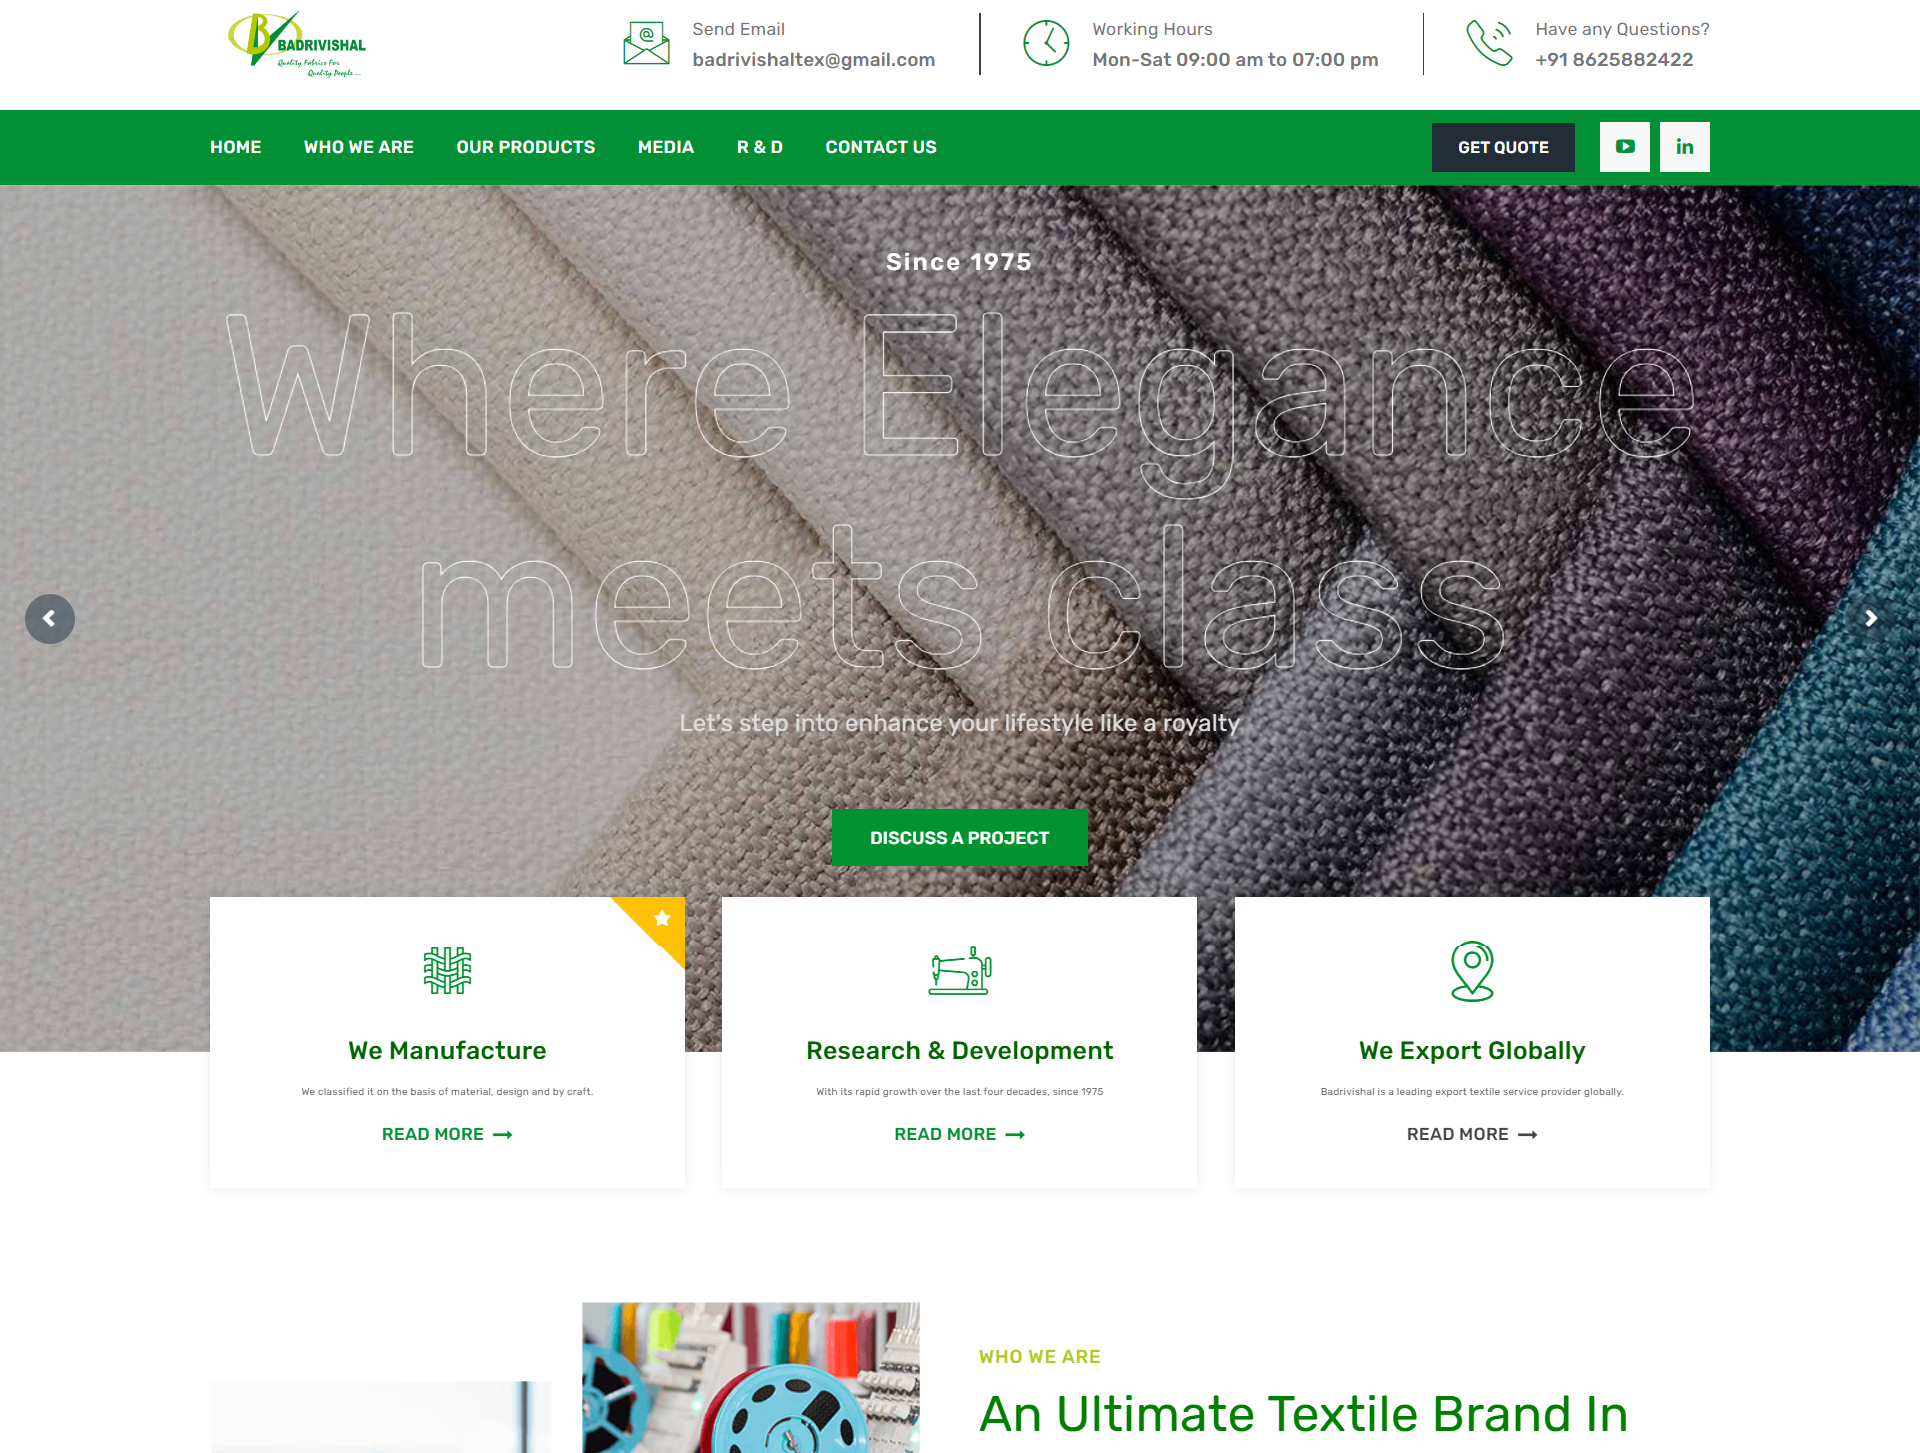 BADRIVISHAL
Quality Fabrics For
Quality People ...
Send Email
badrivishaltex@gmail.com
Working Hours
Mon-Sat 09:00 am to 07:00 pm
Have any Questions?
+91 8625882422
HOME
WHO WE ARE
OUR PRODUCTS
MEDIA
R & D
CONTACT US
GET QUOTE
Since 1975
Where Elegance
meets class
Let's step into enhance your lifestyle like a royalty
DISCUSS A PROJECT
We Manufacture
We classified it on the basis of material, design and by craft.
READ MORE
Research & Development
With its rapid growth over the last four decades, since 1975
READ MORE
We Export Globally
Badrivishal is a leading export textile service provider globally.
READ MORE
WHO WE ARE
An Ultimate Textile Brand In